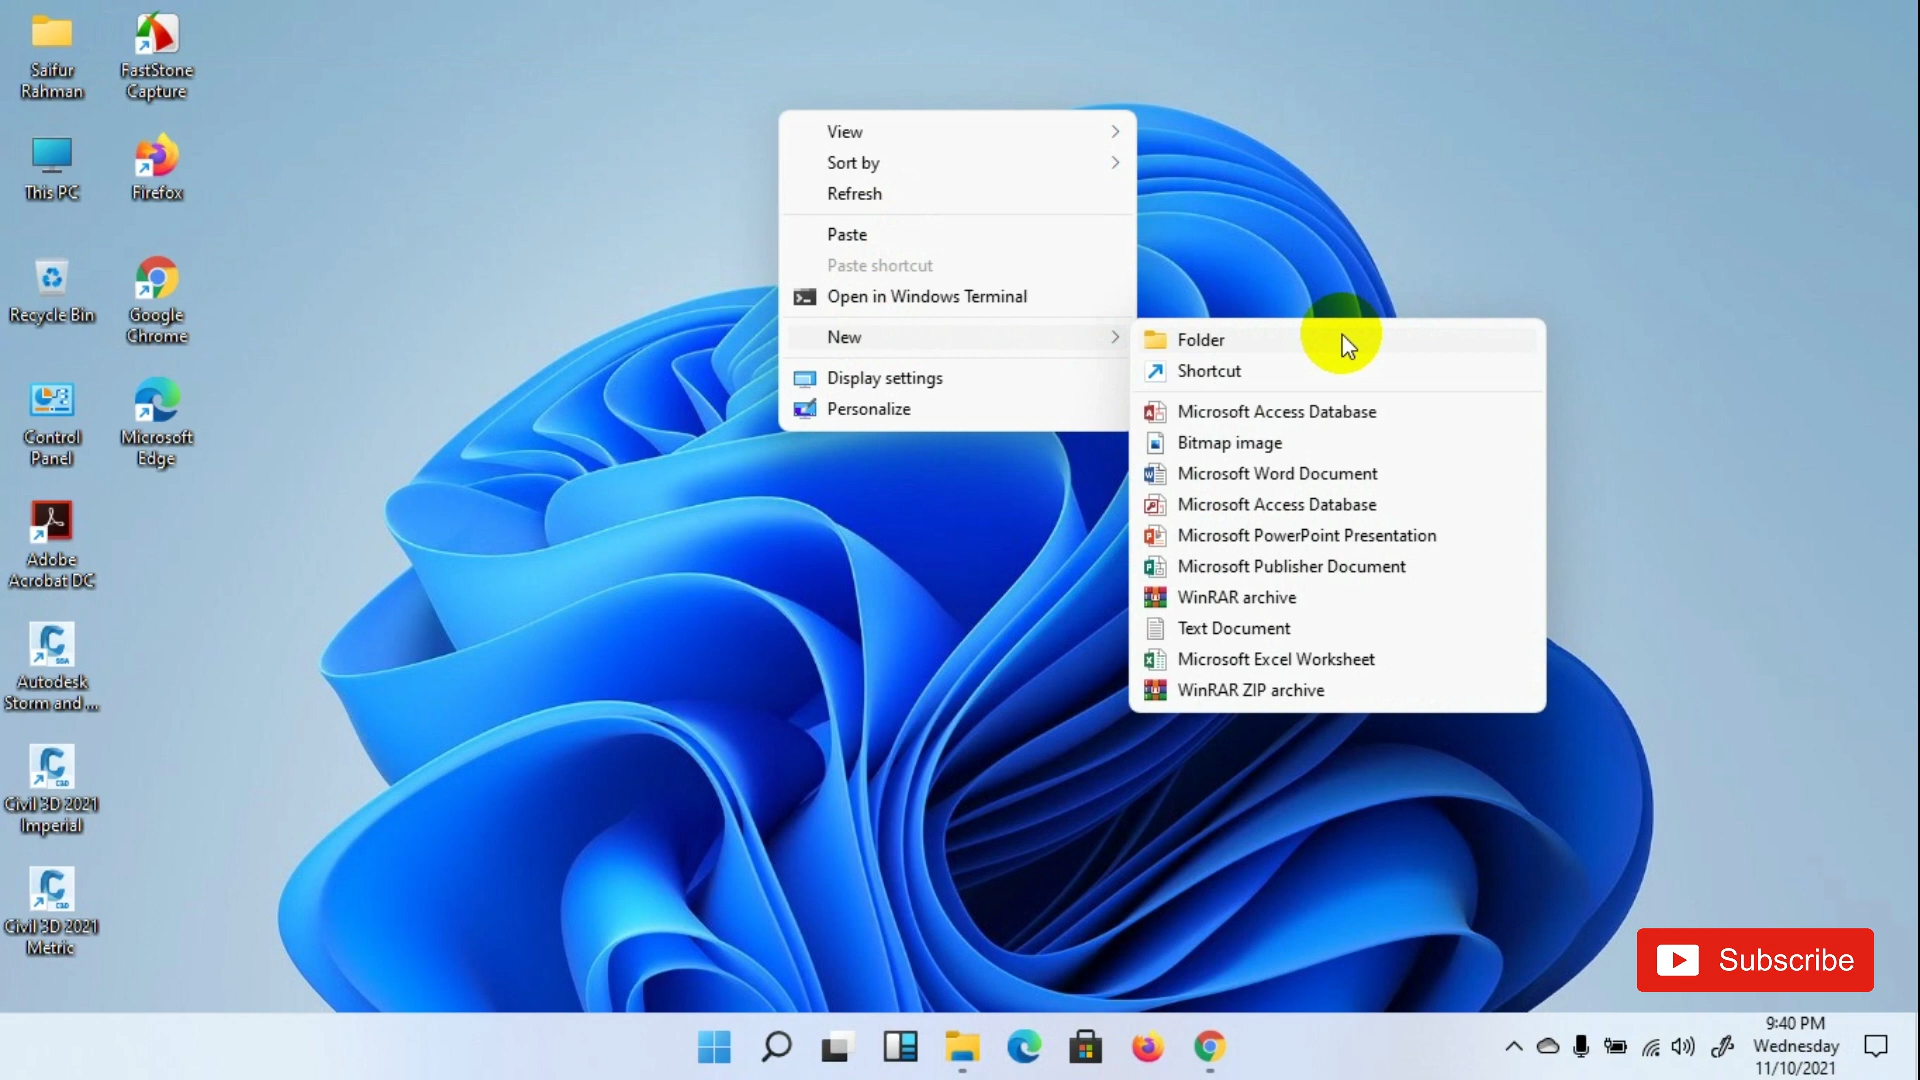 Saifur
Rahman
FastStone
Capture
This PC
Firefox
Recycle Bin
Google
Chrome
Control
Panel
Microsoft
Edge
Adobe
Acrobat DC
Autodesk
Storm and ...
Civil 3D 2021
Imperial
Civil 3D 2021
Metric
View
Sort by
Refresh
Paste
Paste shortcut
Open in Windows Terminal
New
Display settings
Personalize
Folder
Shortcut
Microsoft Access Database
Bitmap image
Microsoft Word Document
Microsoft Access Database
Microsoft PowerPoint Presentation
Microsoft Publisher Document
WinRAR archive
Text Document
Microsoft Excel Worksheet
WinRAR ZIP archive
Subscribe
9:40 PM
Wednesday
11/10/2021